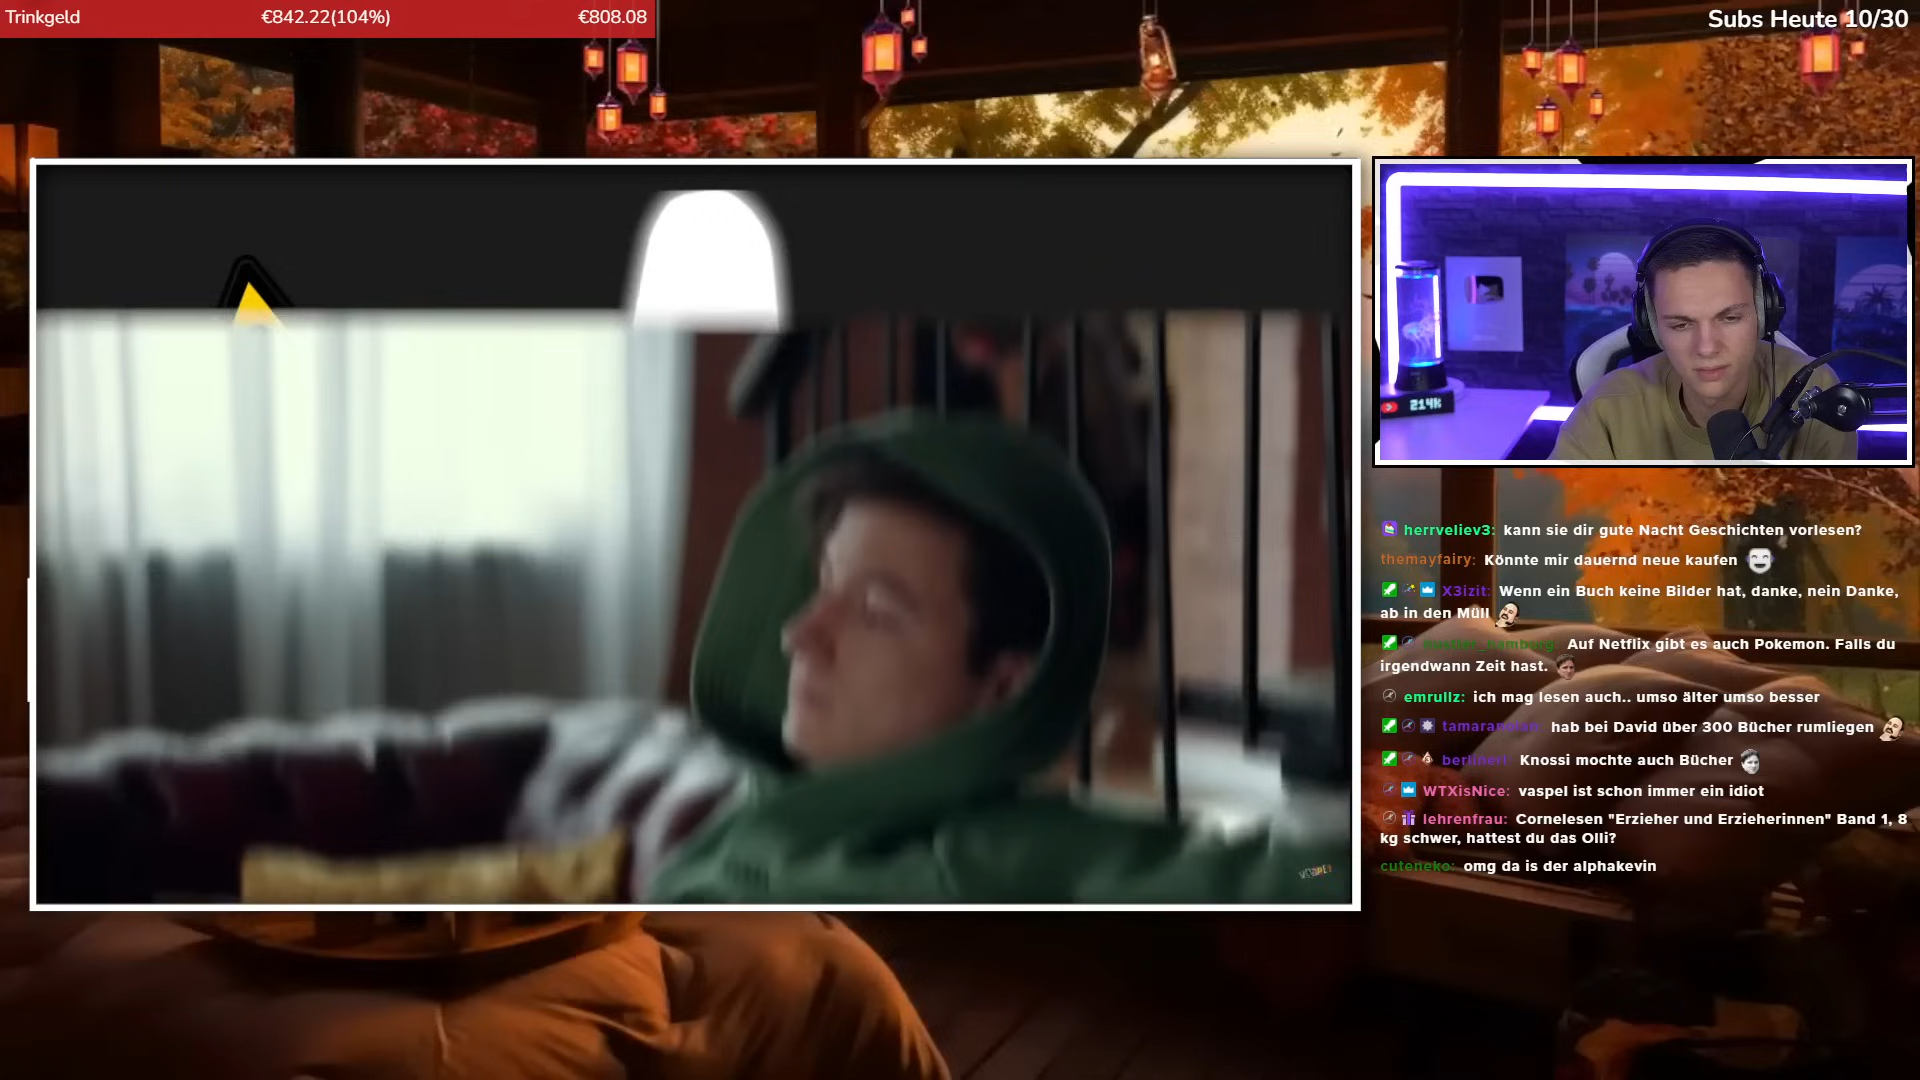 Trinkgeld €842.22(104%) €808.08
Subs Heute 10/30
214K
herrveliev3: kann sie dir gute Nacht Geschichten vorlesen?
themayfairy: Könnte mir dauernd neue kaufen
X3izit: Wenn ein Buch keine Bilder hat, danke, nein Danke,
ab in den Müll
Auf Netflix gibt es auch Pokemon. Falls du
irgendwann Zeit hast.
emrullz: ich mag lesen auch.. umso älter umso besser
hab bei David über 300 Bücher rumliegen
Knossi mochte auch Bücher
WTXisNice: vaspel ist schon immer ein idiot
lehrenfrau: Cornelesen "Erzieher und Erzieherinnen" Band 1, 8
kg schwer, hattest du das Olli?
cuteneko: omg da is der alphakevin